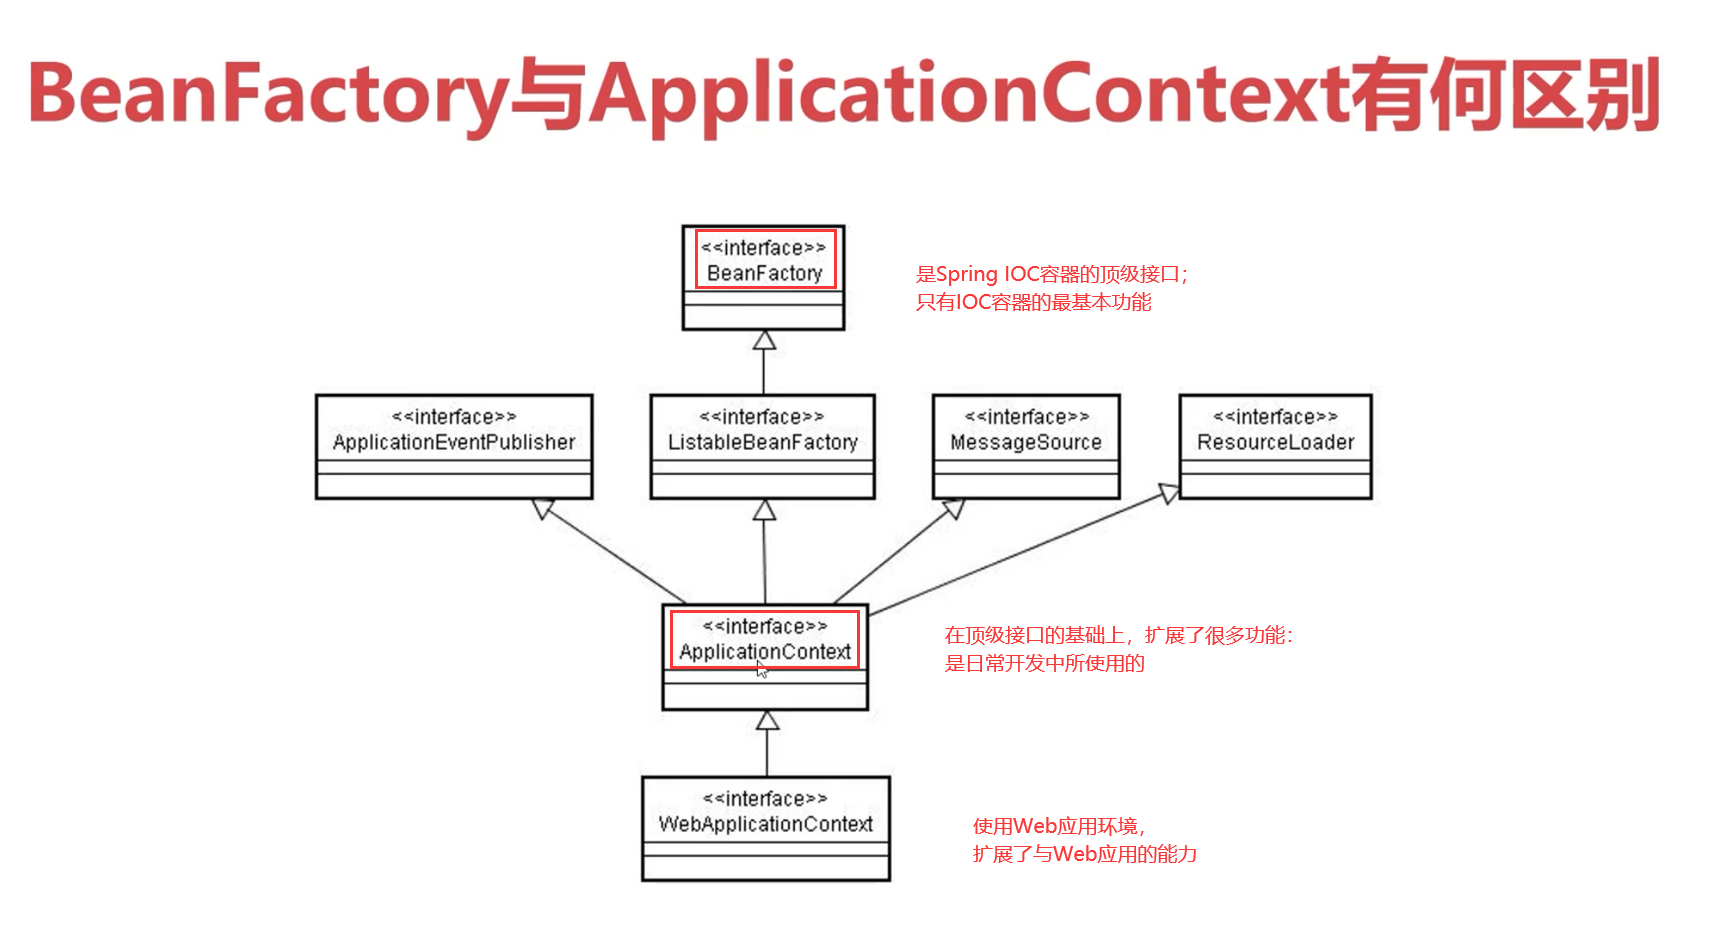 BeanFactory与ApplicationContext有何区别
<<interface>>
BeanFactory
是Spring IOC容器的顶级接口；
只有IOC容器的最基本功能
<<interface>>
ApplicationEventPublisher
<<interface>>
ListableBeanFactory
<<interface>>
MessageSource
<<interface>>
ResourceLoader
<<interface>>
ApplicationContext
在顶级接口的基础上，扩展了很多功能：
是日常开发中所使用的
<<interface>>
WebApplicationContext
使用Web应用环境，
扩展了与Web应用的能力